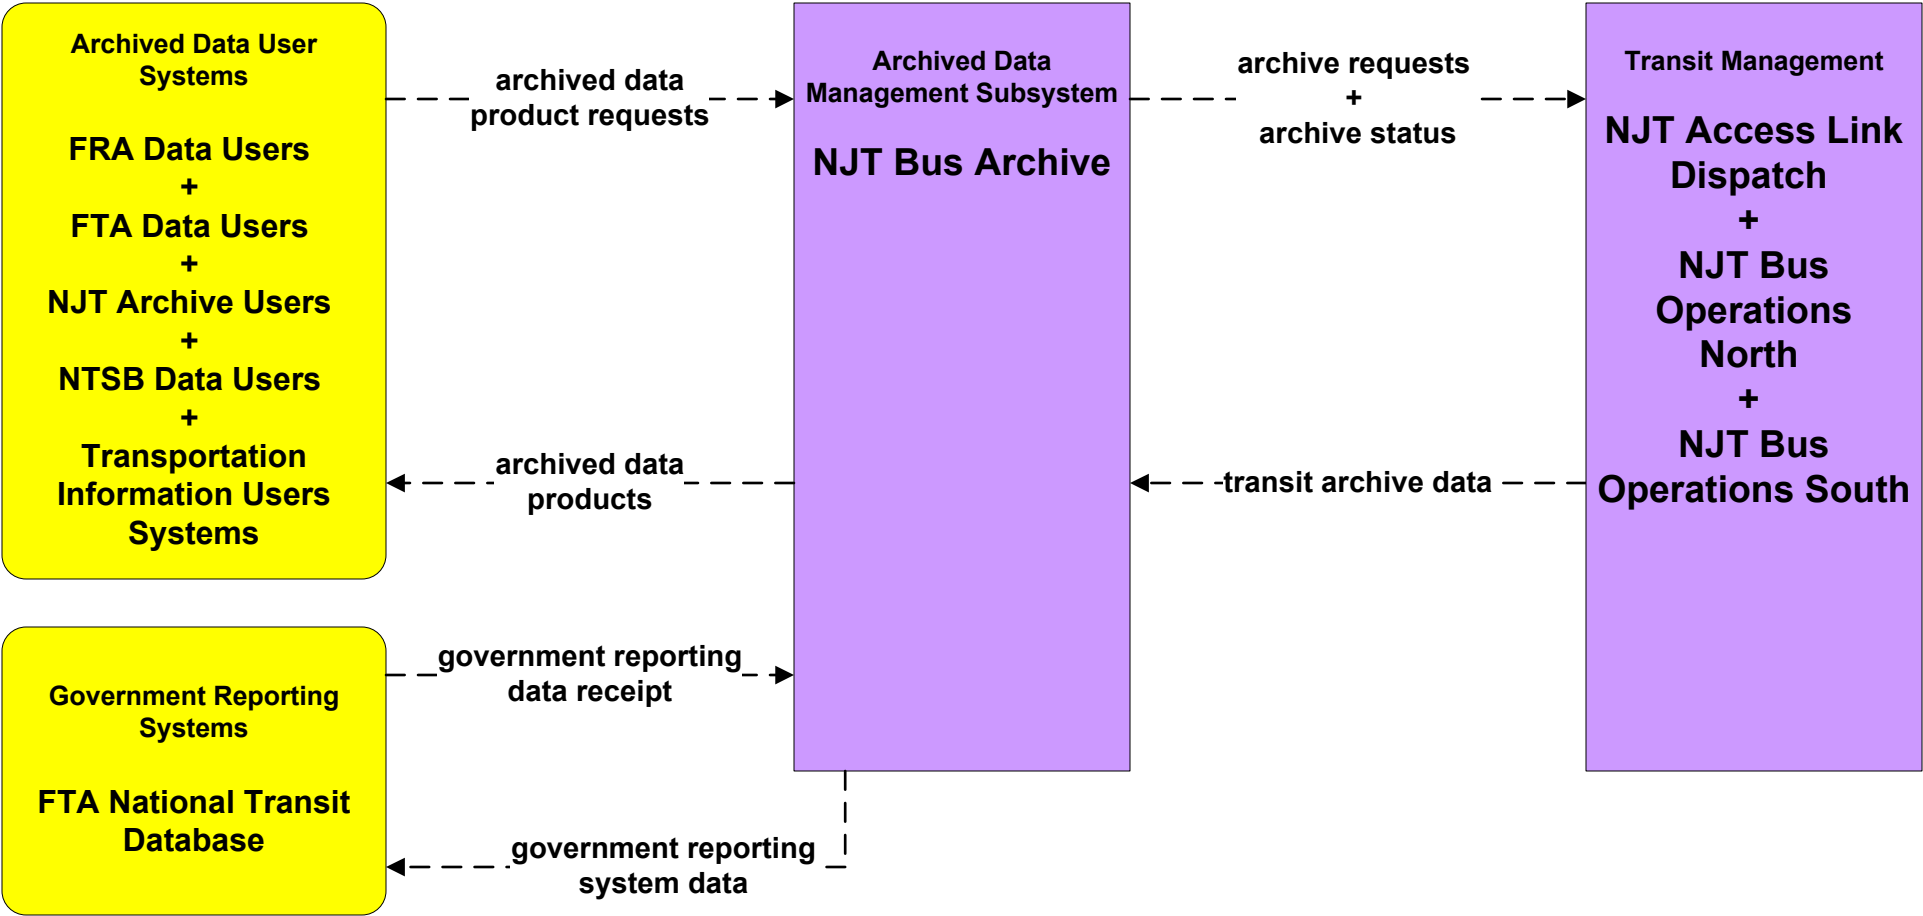 Archived Data User
Systems
FRA Data Users
+
FTA Data Users
+
NJT Archive Users
+
NTSB Data Users
+
Transportation
Information Users
Systems
archived data
product requests
archived data
products
Archived Data
Management Subsystem
NJT Bus Archive
archive requests
+
archive status
transit archive data
Transit Management
NJT Access Link
Dispatch
+
NJT Bus
Operations
North
+
NJT Bus
Operations South
Government Reporting
Systems
FTA National Transit
Database
government reporting
data receipt
government reporting
system data